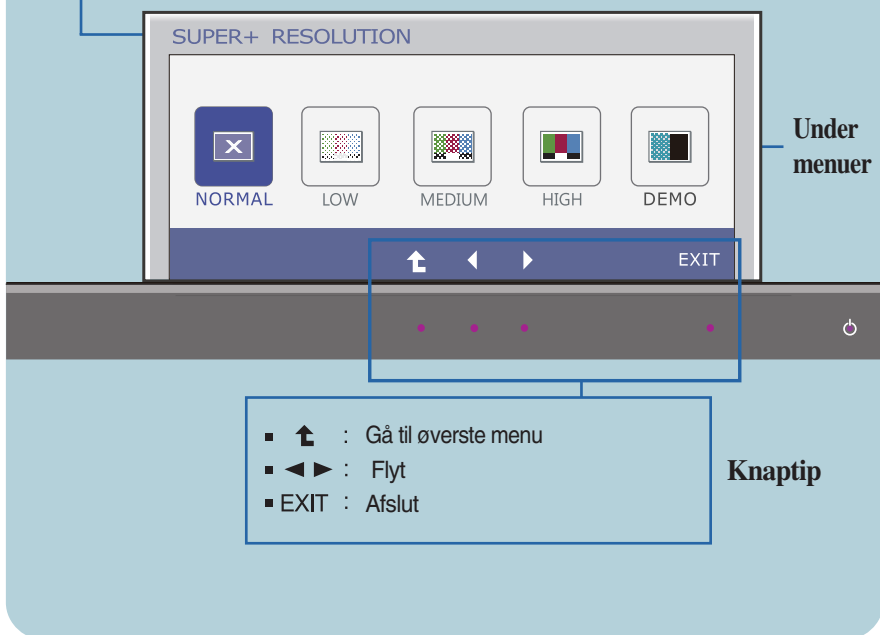 SUPER+ RESOLUTION
NORMAL LOW MEDIUM HIGH DEMO
Under
menuer
EXIT
: Gå til øverste menu
: Flyt
EXIT : Afslut
Knaptip